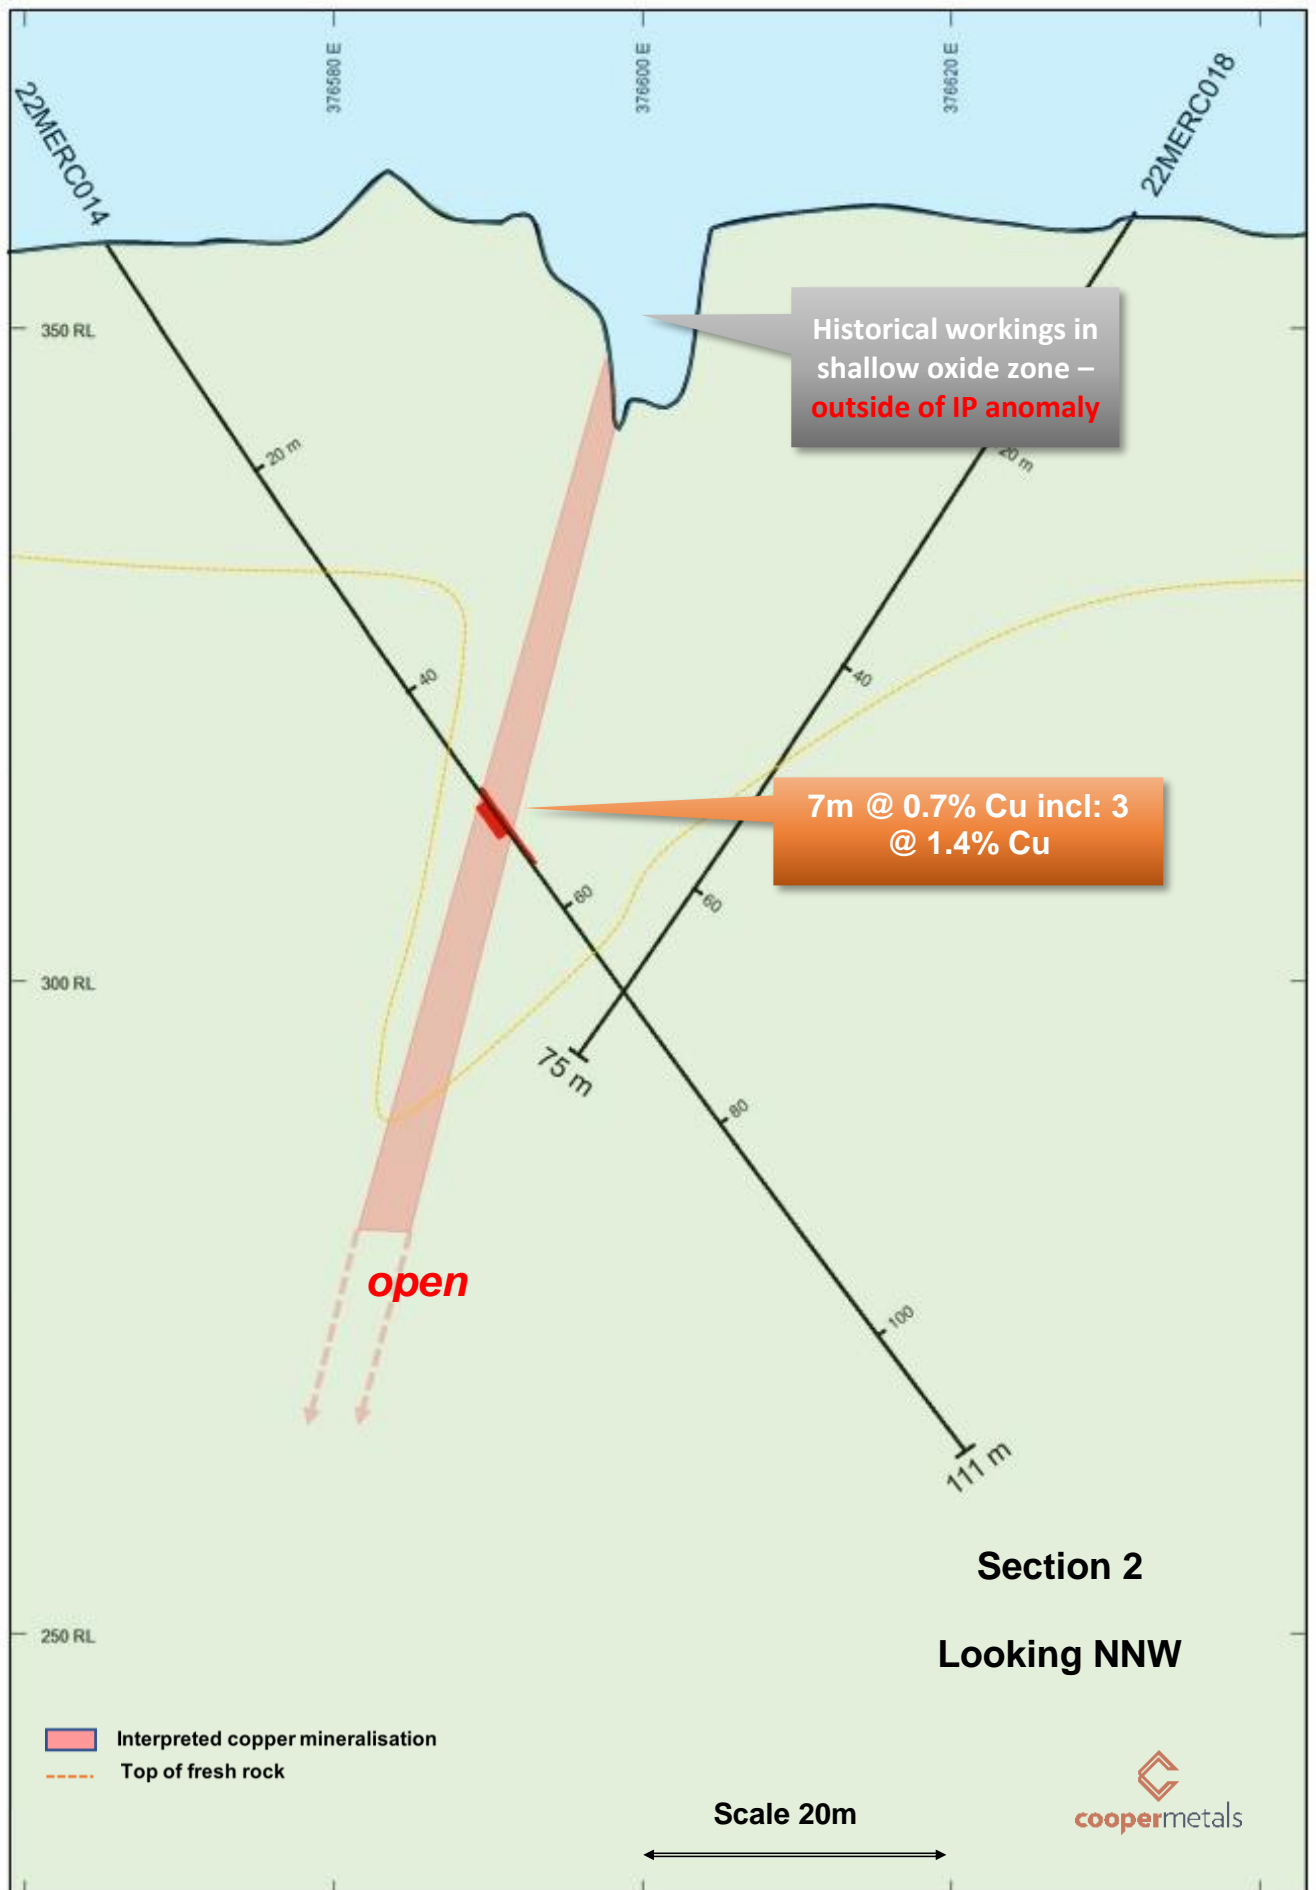 376580 E
376600 E
376620 E
22MERC014
22MERC018
350 RL
Historical workings in
shallow oxide zone –
outside of IP anomaly
20 m
20 m
40
40
7m @ 0.7% Cu incl: 3
@ 1.4% Cu
60
60
300 RL
75 m
80
open
100
111 m
Section 2
Looking NNW
250 RL
Interpreted copper mineralisation
Top of fresh rock
Scale 20m
coopermetals